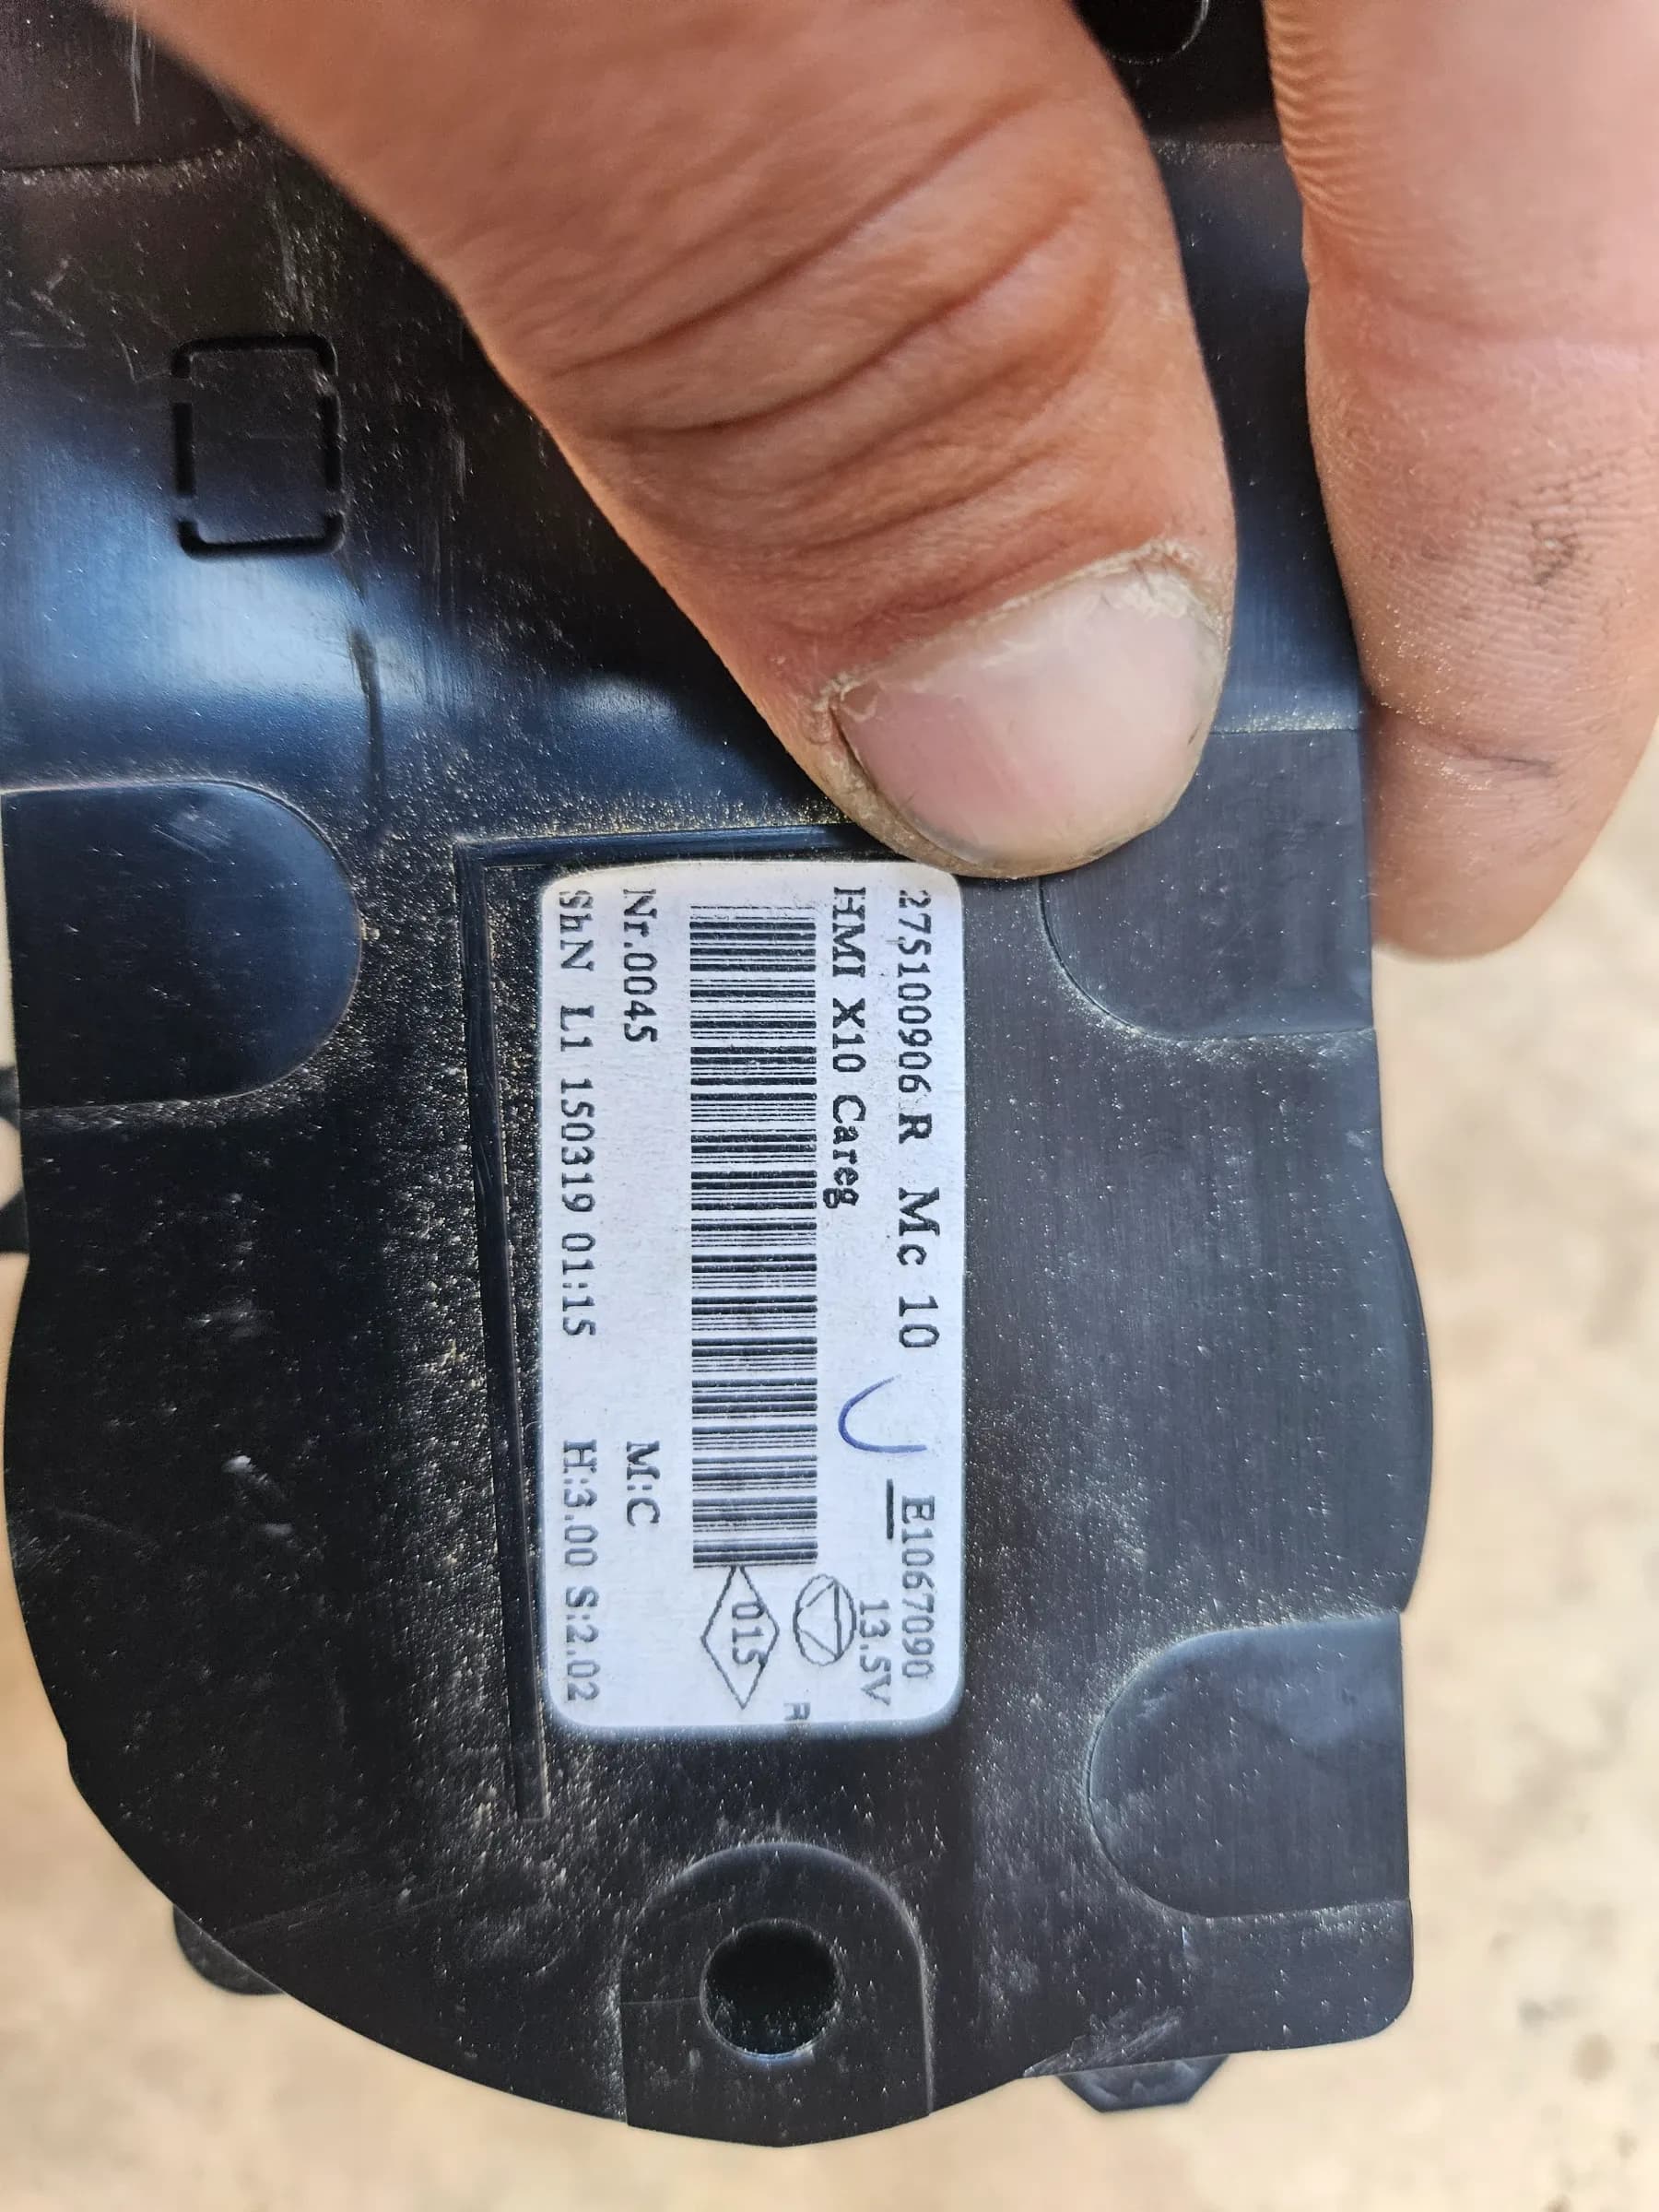 275100906R Mc 10
E1067090
HMI X10 Careg
13.5V
R
015
Nr.0045
M:C
ShN L1 150319 01:15
H:3.00 S:2.02